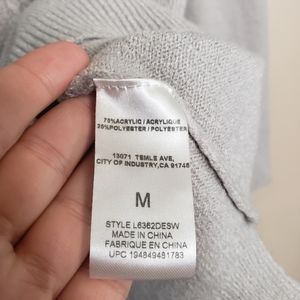 75%ACRYLIC / ACRYLIQUE
25%POLYESTER / POLYESTER
13071 TEMLE AVE,
CITY OF INDUSTRY,CA 91746
M
STYLE L6362DESW
MADE IN CHINA
FABRIQUE EN CHINA
UPC 194849481783